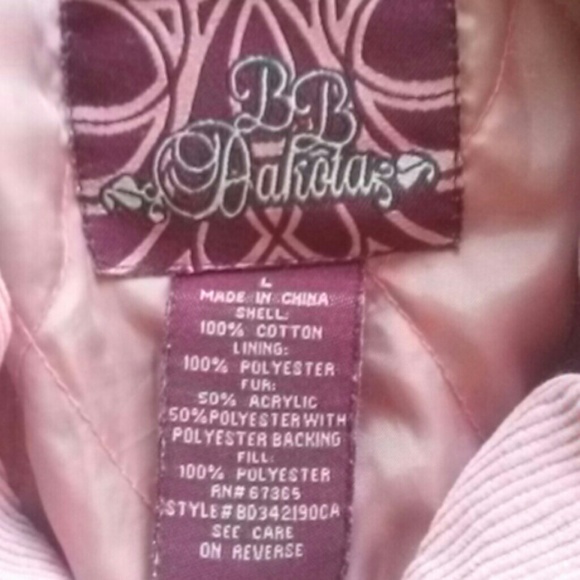 BB
Dakota
L
MADE IN CHINA
SHELL:
100% COTTON
LINING:
100% POLYESTER
FUR:
50% ACRYLIC
50%POLYESTER WITH
POLYESTER BACKING
FILL:
100% POLYESTER
RN# 67365
STYLE# BD342190CA
SEE CARE
ON REVERSE